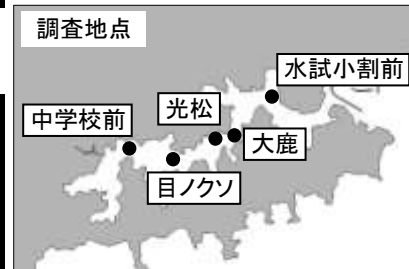 調査地点
水試小割前
光松
中学校前
大鹿
目ノクソ